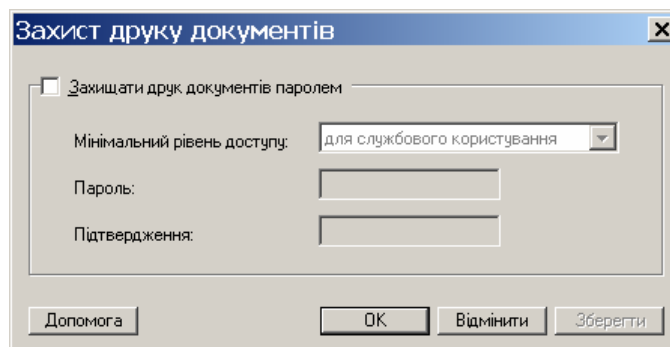 Захист друку документів
Захищати друк документів паролем
Мінімальний рівень доступу: для службового користування
Пароль:
Підтвердження:
Допомога OK Відмінити Зберегти